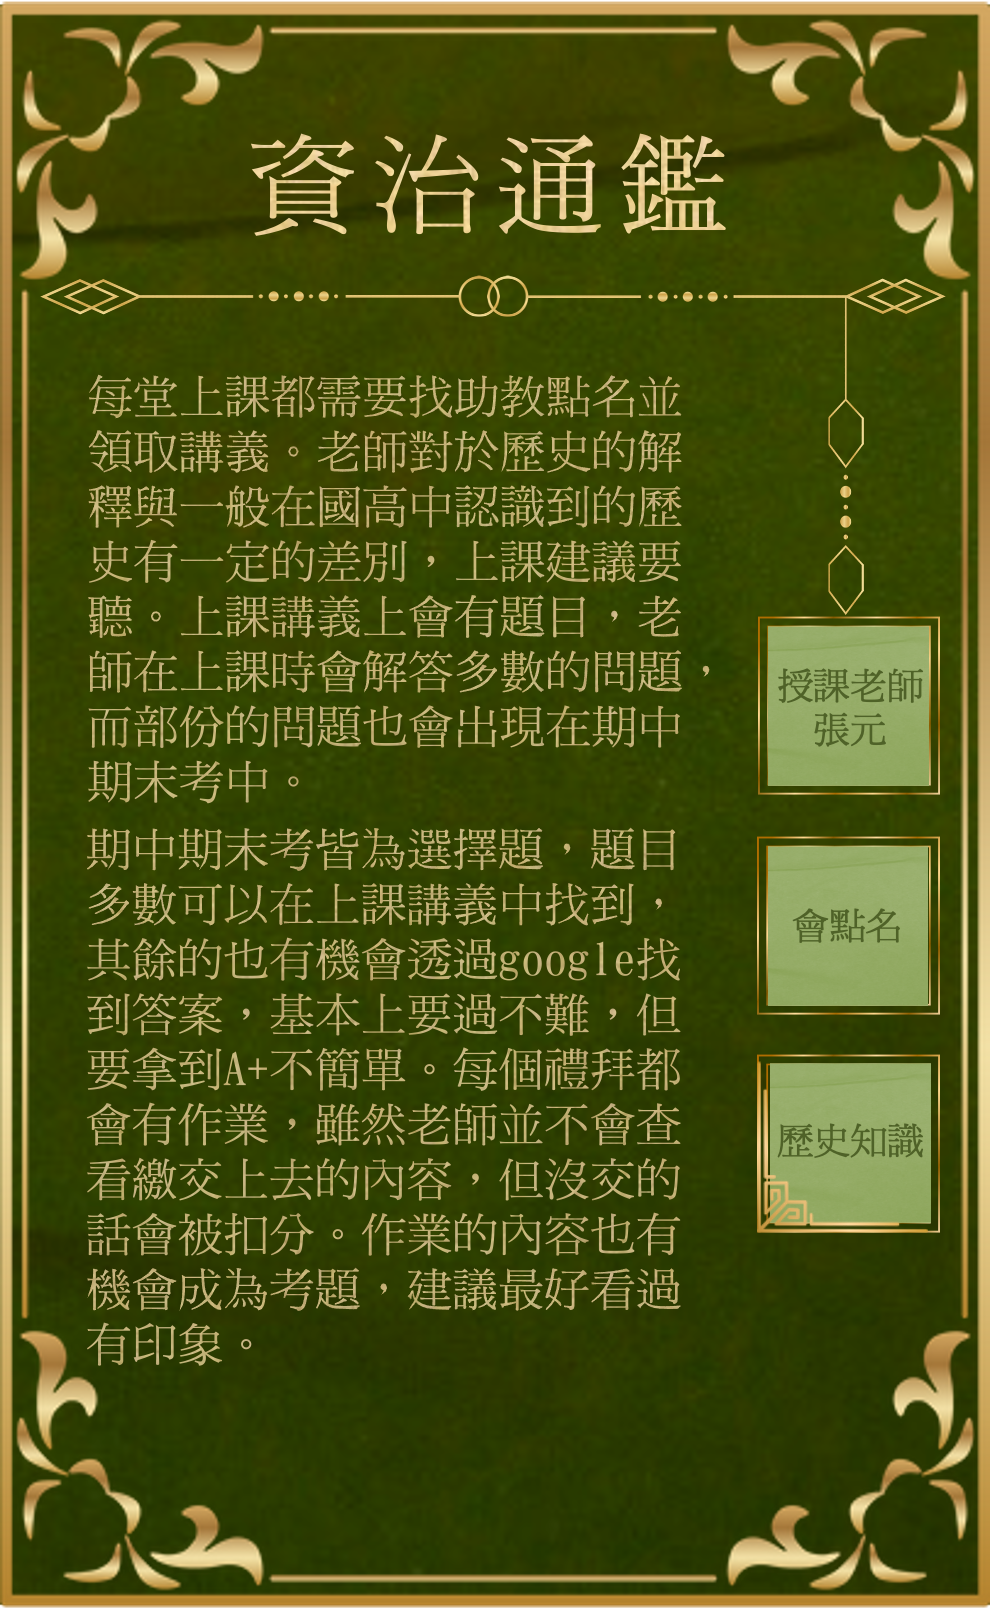 資治通鑑
每堂上課都需要找助教點名並
領取講義。老師對於歷史的解
釋與一般在國高中認識到的歷
史有一定的差別，上課建議要
聽。上課講義上會有題目，老
師在上課時會解答多數的問題，
而部份的問題也會出現在期中
期末考中。
期中期末考皆為選擇題，題目
多數可以在上課講義中找到，
其餘的也有機會透過google找
到答案，基本上要過不難，但
要拿到A+不簡單。每個禮拜都
會有作業，雖然老師並不會查
看繳交上去的內容，但沒交的
話會被扣分。作業的內容也有
機會成為考題，建議最好看過
有印象。
授課老師
張元
會點名
歷史知識